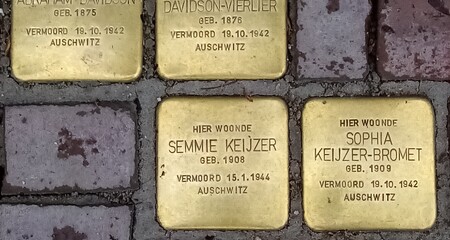 ABRAHAM DAVIDSON
GEB. 1875
VERMOORD 19.10.1942
AUSCHWITZ
DAVIDSON-VIERLIER
GEB. 1876
VERMOORD 19.10.1942
AUSCHWITZ
HIER WOONDE
SEMMIE KEIJZER
GEB. 1908
VERMOORD 15.1.1944
AUSCHWITZ
HIER WOONDE
SOPHIA
KEIJZER-BROMET
GEB. 1909
VERMOORD 19.10.1942
AUSCHWITZ